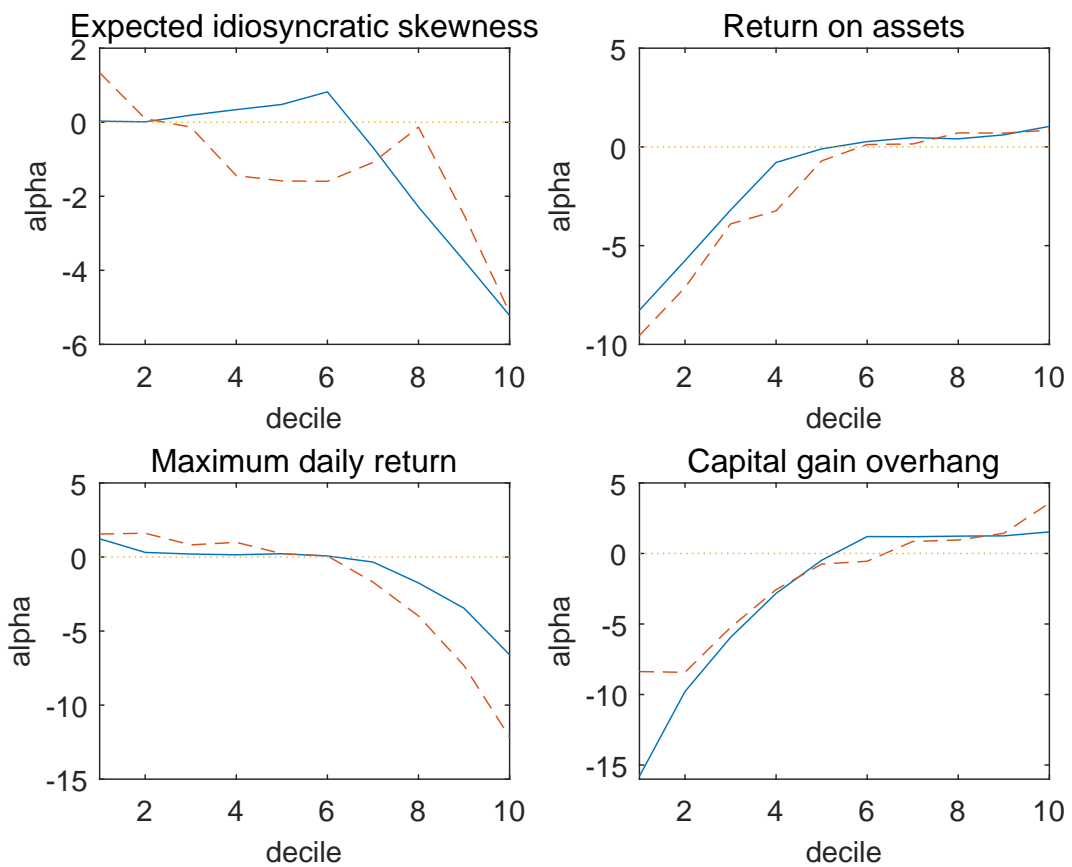 Expected idiosyncratic skewness
2
0
-2
-4
-6
alpha
2 4 6 8 10
decile
Return on assets
5
0
-5
-10
alpha
2 4 6 8 10
decile
Maximum daily return
5
0
-5
-10
-15
alpha
2 4 6 8 10
decile
Capital gain overhang
5
0
-5
-10
-15
alpha
2 4 6 8 10
decile